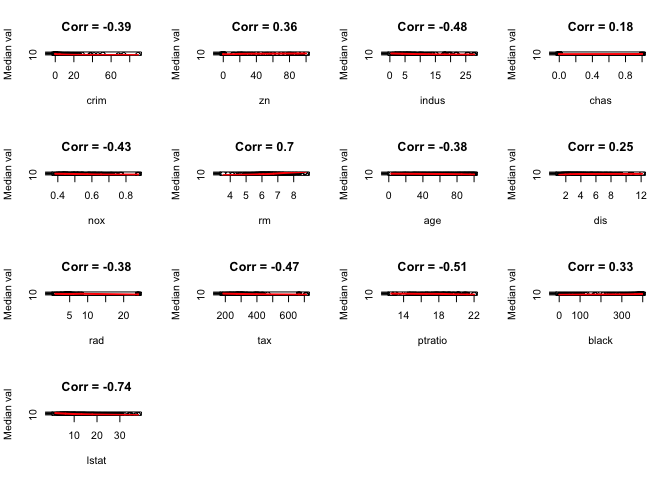 Corr = -0.39
Median val
10
0 20 60
crim
Corr = 0.36
Median val
10
0 40 80
zn
Corr = -0.48
Median val
10
0 5 15 25
indus
Corr = 0.18
Median val
10
0.0 0.4 0.8
chas
Corr = -0.43
Median val
10
0.4 0.6 0.8
nox
Corr = 0.7
Median val
10
4 5 6 7 8
rm
Corr = -0.38
Median val
10
0 40 80
age
Corr = 0.25
Median val
10
2 4 6 8 12
dis
Corr = -0.38
Median val
10
5 10 20
rad
Corr = -0.47
Median val
10
200 400 600
tax
Corr = -0.51
Median val
10
14 18 22
ptratio
Corr = 0.33
Median val
10
0 100 300
black
Corr = -0.74
Median val
10
10 20 30
lstat